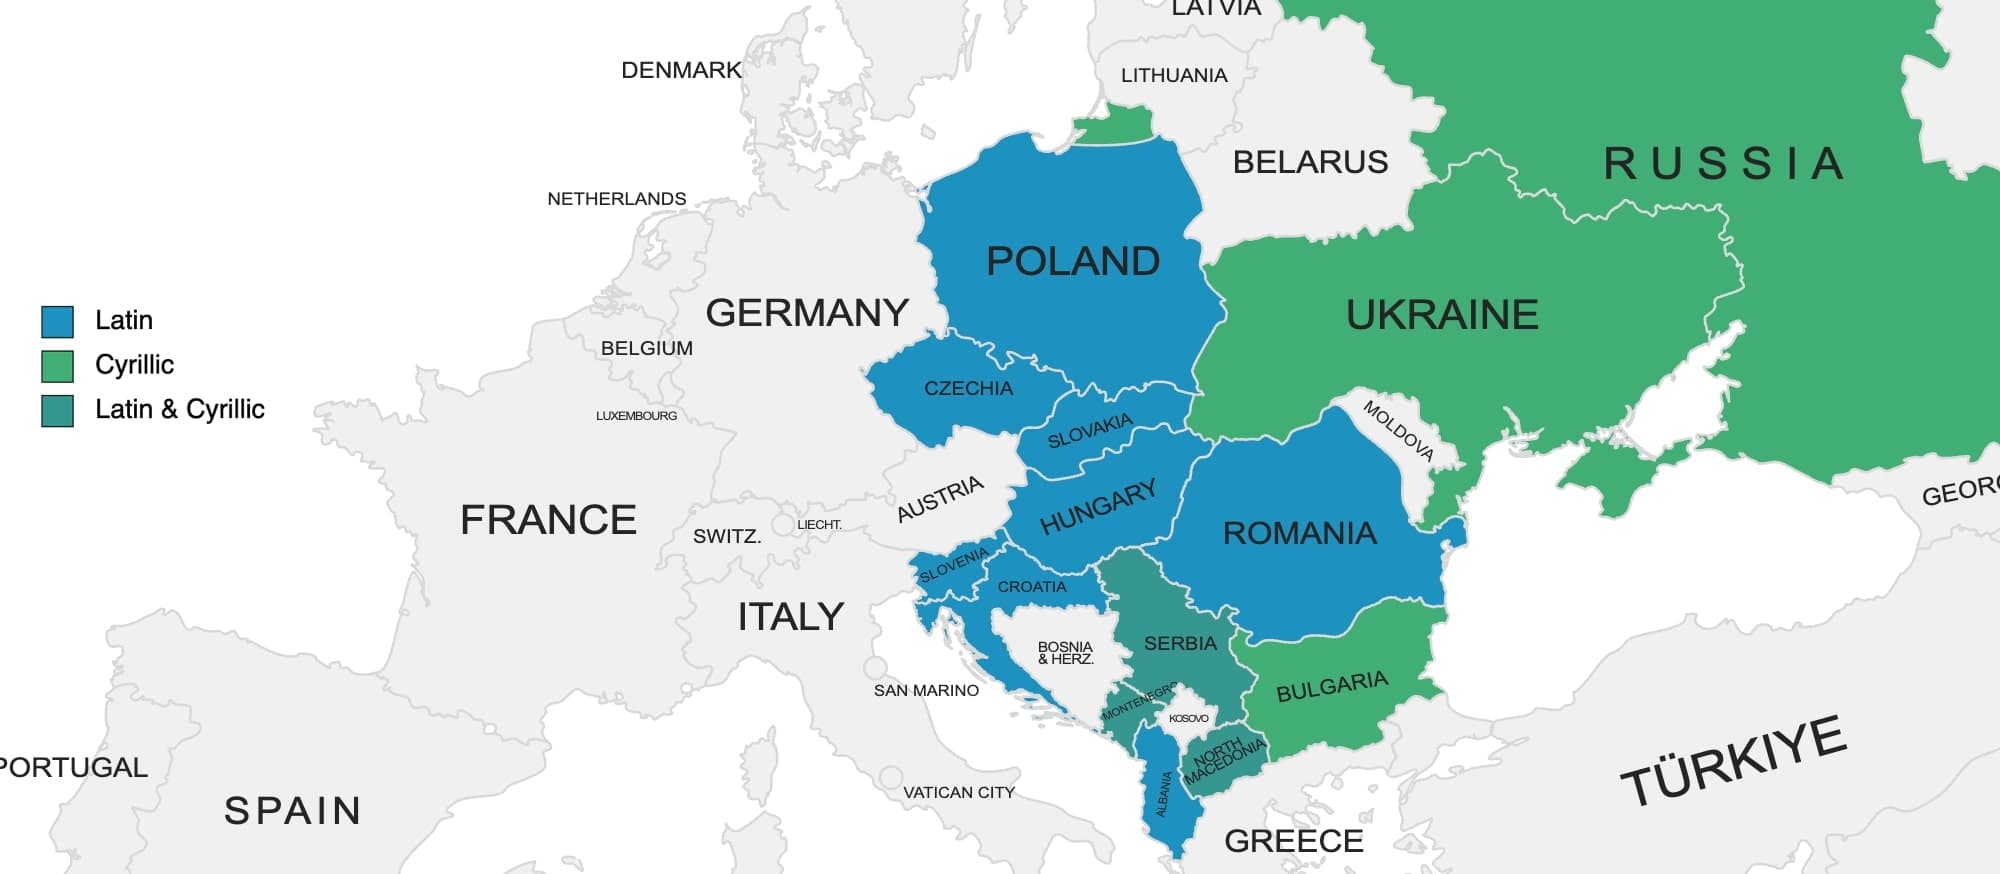 LATVIA
DENMARK
LITHUANIA
BELARUS
RUSSIA
NETHERLANDS
POLAND
GERMANY
UKRAINE
Latin
BELGIUM
Cyrillic
CZECHIA
Latin & Cyrillic
LUXEMBOURG
SLOVAKIA
MOLDOVA
AUSTRIA
HUNGARY
GEORG
FRANCE
SWITZ.
LIECHT.
ROMANIA
SLOVENIA
CROATIA
ITALY
BOSNIA
& HERZ.
SERBIA
SAN MARINO
MONTENEGRO
KOSOVO
BULGARIA
NORTH
MACEDONIA
PORTUGAL
SPAIN
VATICAN CITY
ALBANIA
TÜRKIYE
GREECE